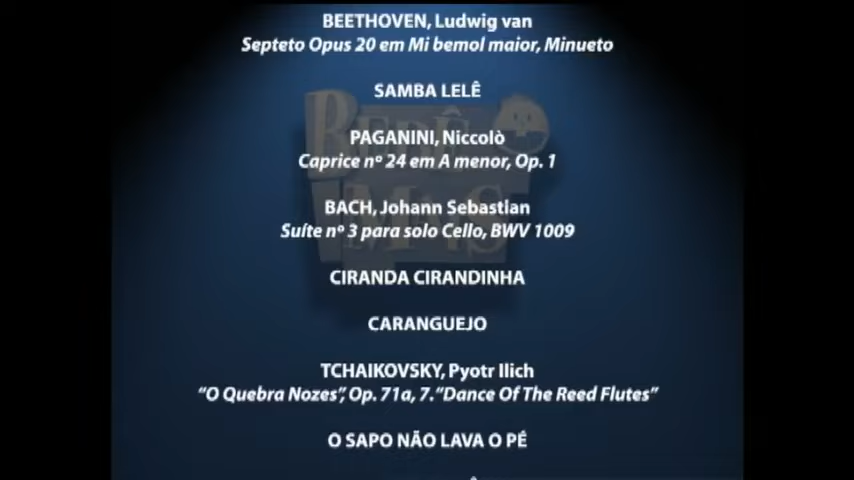 BEETHOVEN, Ludwig van
Septeto Opus 20 em Mi bemol maior, Minueto
SAMBA LELÊ
BEBÊ
PAGANINI, Niccolò
Caprice nº 24 em A menor, Op. 1
MAIS
BACH, Johann Sebastian
Suíte nº 3 para solo Cello, BWV 1009
CIRANDA CIRANDINHA
CARANGUEJO
TCHAIKOVSKY, Pyotr Ilich
“O Quebra Nozes”, Op. 71a, 7. “Dance Of The Reed Flutes”
O SAPO NÃO LAVA O PÉ